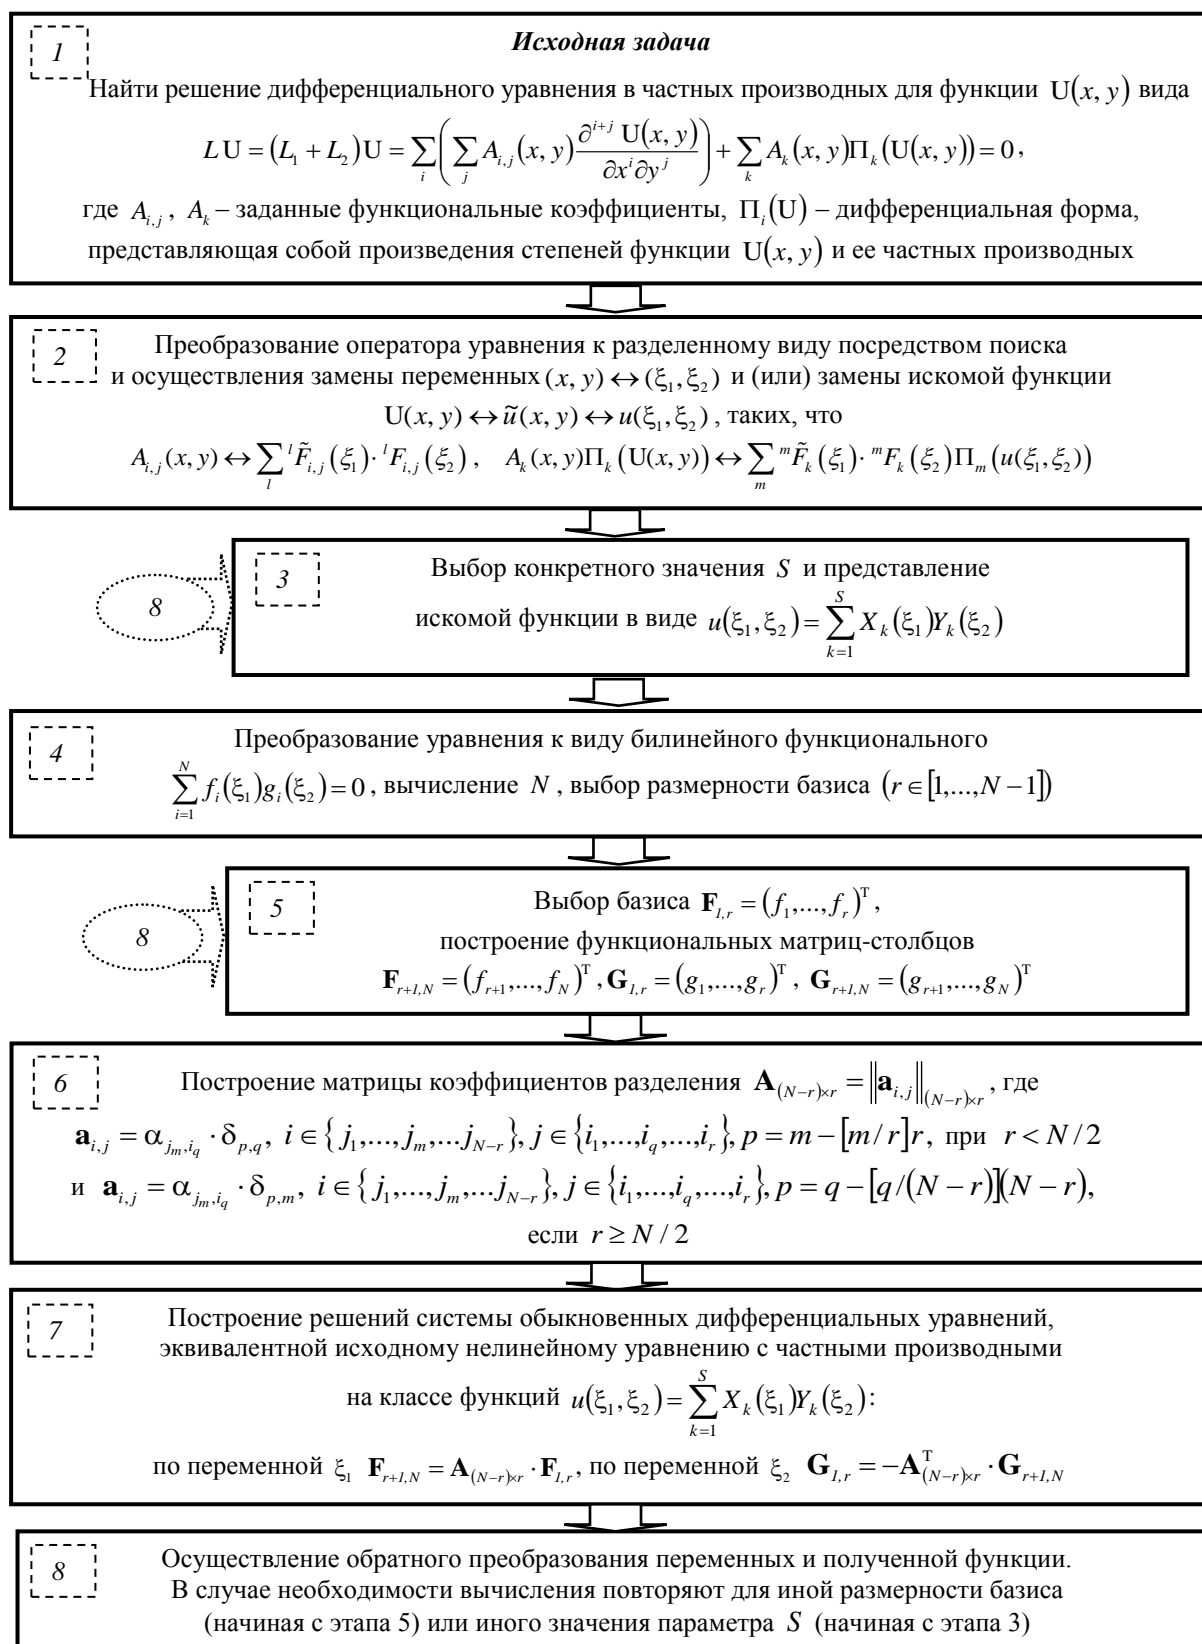 1
Исходная задача
Найти решение дифференциального уравнения в частных производных для функции U(x, y) вида
L U = (L₁ + L₂)U = ∑_i (∑_j A_{i,j}(x, y) ∂^{i+j} U(x, y) / ∂x^i ∂y^j) + ∑_k A_k(x, y)Π_k(U(x, y)) = 0,
где A_{i,j}, A_k – заданные функциональные коэффициенты, Π_i(U) – дифференциальная форма,
представляющая собой произведения степеней функции U(x, y) и ее частных производных
2
Преобразование оператора уравнения к разделенному виду посредством поиска
и осуществления замены переменных (x, y) ↔ (ξ₁, ξ₂) и (или) замены искомой функции
U(x, y) ↔ ũ(x, y) ↔ u(ξ₁, ξ₂), таких, что
A_{i,j}(x, y) ↔ ∑_l ^l F̃_{i,j}(ξ₁) · ^l F_{i,j}(ξ₂), A_k(x, y)Π_k(U(x, y)) ↔ ∑_m ^m F̃_k(ξ₁) · ^m F_k(ξ₂)Π_m(u(ξ₁, ξ₂))
8
3
Выбор конкретного значения S и представление
искомой функции в виде u(ξ₁, ξ₂) = ∑_{k=1}^{S} X_k(ξ₁)Y_k(ξ₂)
4
Преобразование уравнения к виду билинейного функционального
∑_{i=1}^{N} f_i(ξ₁)g_i(ξ₂) = 0, вычисление N, выбор размерности базиса (r ∈ [1,...,N −1])
8
5
Выбор базиса F_{1,r} = (f₁,...,f_r)^T,
построение функциональных матриц-столбцов
F_{r+1,N} = (f_{r+1},...,f_N)^T, G_{1,r} = (g₁,...,g_r)^T, G_{r+1,N} = (g_{r+1},...,g_N)^T
6
Построение матрицы коэффициентов разделения A_{(N−r)×r} = ‖a_{i,j}‖_{(N−r)×r}, где
a_{i,j} = α_{j_m,i_q} · δ_{p,q}, i ∈ {j₁,...,j_m,...j_{N−r}}, j ∈ {i₁,...,i_q,...,i_r}, p = m − [m/r]r, при r < N/2
и a_{i,j} = α_{j_m,i_q} · δ_{p,m}, i ∈ {j₁,...,j_m,...j_{N−r}}, j ∈ {i₁,...,i_q,...,i_r}, p = q − [q/(N − r)](N − r),
если r ≥ N / 2
7
Построение решений системы обыкновенных дифференциальных уравнений,
эквивалентной исходному нелинейному уравнению с частными производными
на классе функций u(ξ₁, ξ₂) = ∑_{k=1}^{S} X_k(ξ₁)Y_k(ξ₂):
по переменной ξ₁ F_{r+1,N} = A_{(N−r)×r} · F_{1,r}, по переменной ξ₂ G_{1,r} = −A^T_{(N−r)×r} · G_{r+1,N}
8
Осуществление обратного преобразования переменных и полученной функции.
В случае необходимости вычисления повторяют для иной размерности базиса
(начиная с этапа 5) или иного значения параметра S (начиная с этапа 3)